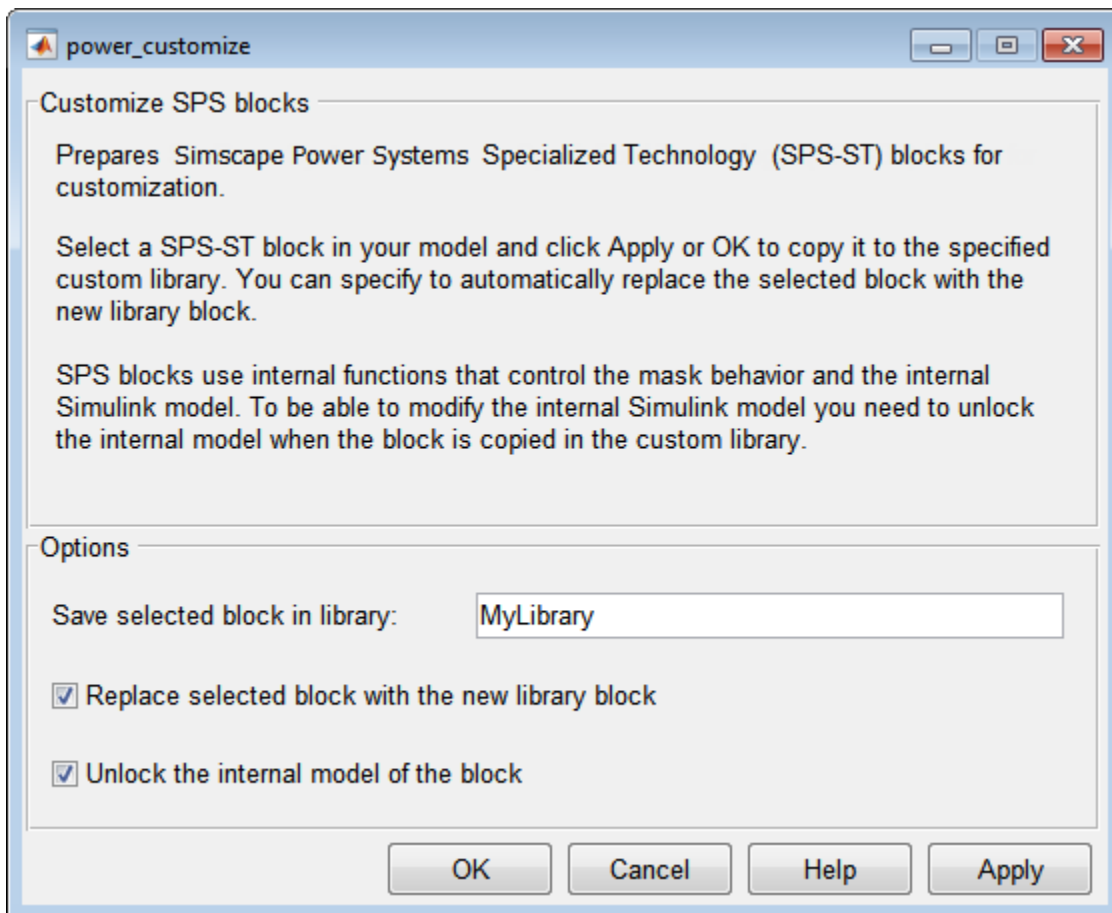 power_customize
Customize SPS blocks
Prepares Simscape Power Systems Specialized Technology (SPS-ST) blocks for
customization.
Select a SPS-ST block in your model and click Apply or OK to copy it to the specified
custom library. You can specify to automatically replace the selected block with the
new library block.
SPS blocks use internal functions that control the mask behavior and the internal
Simulink model. To be able to modify the internal Simulink model you need to unlock
the internal model when the block is copied in the custom library.
Options
Save selected block in library: MyLibrary
Replace selected block with the new library block
Unlock the internal model of the block
OK Cancel Help Apply